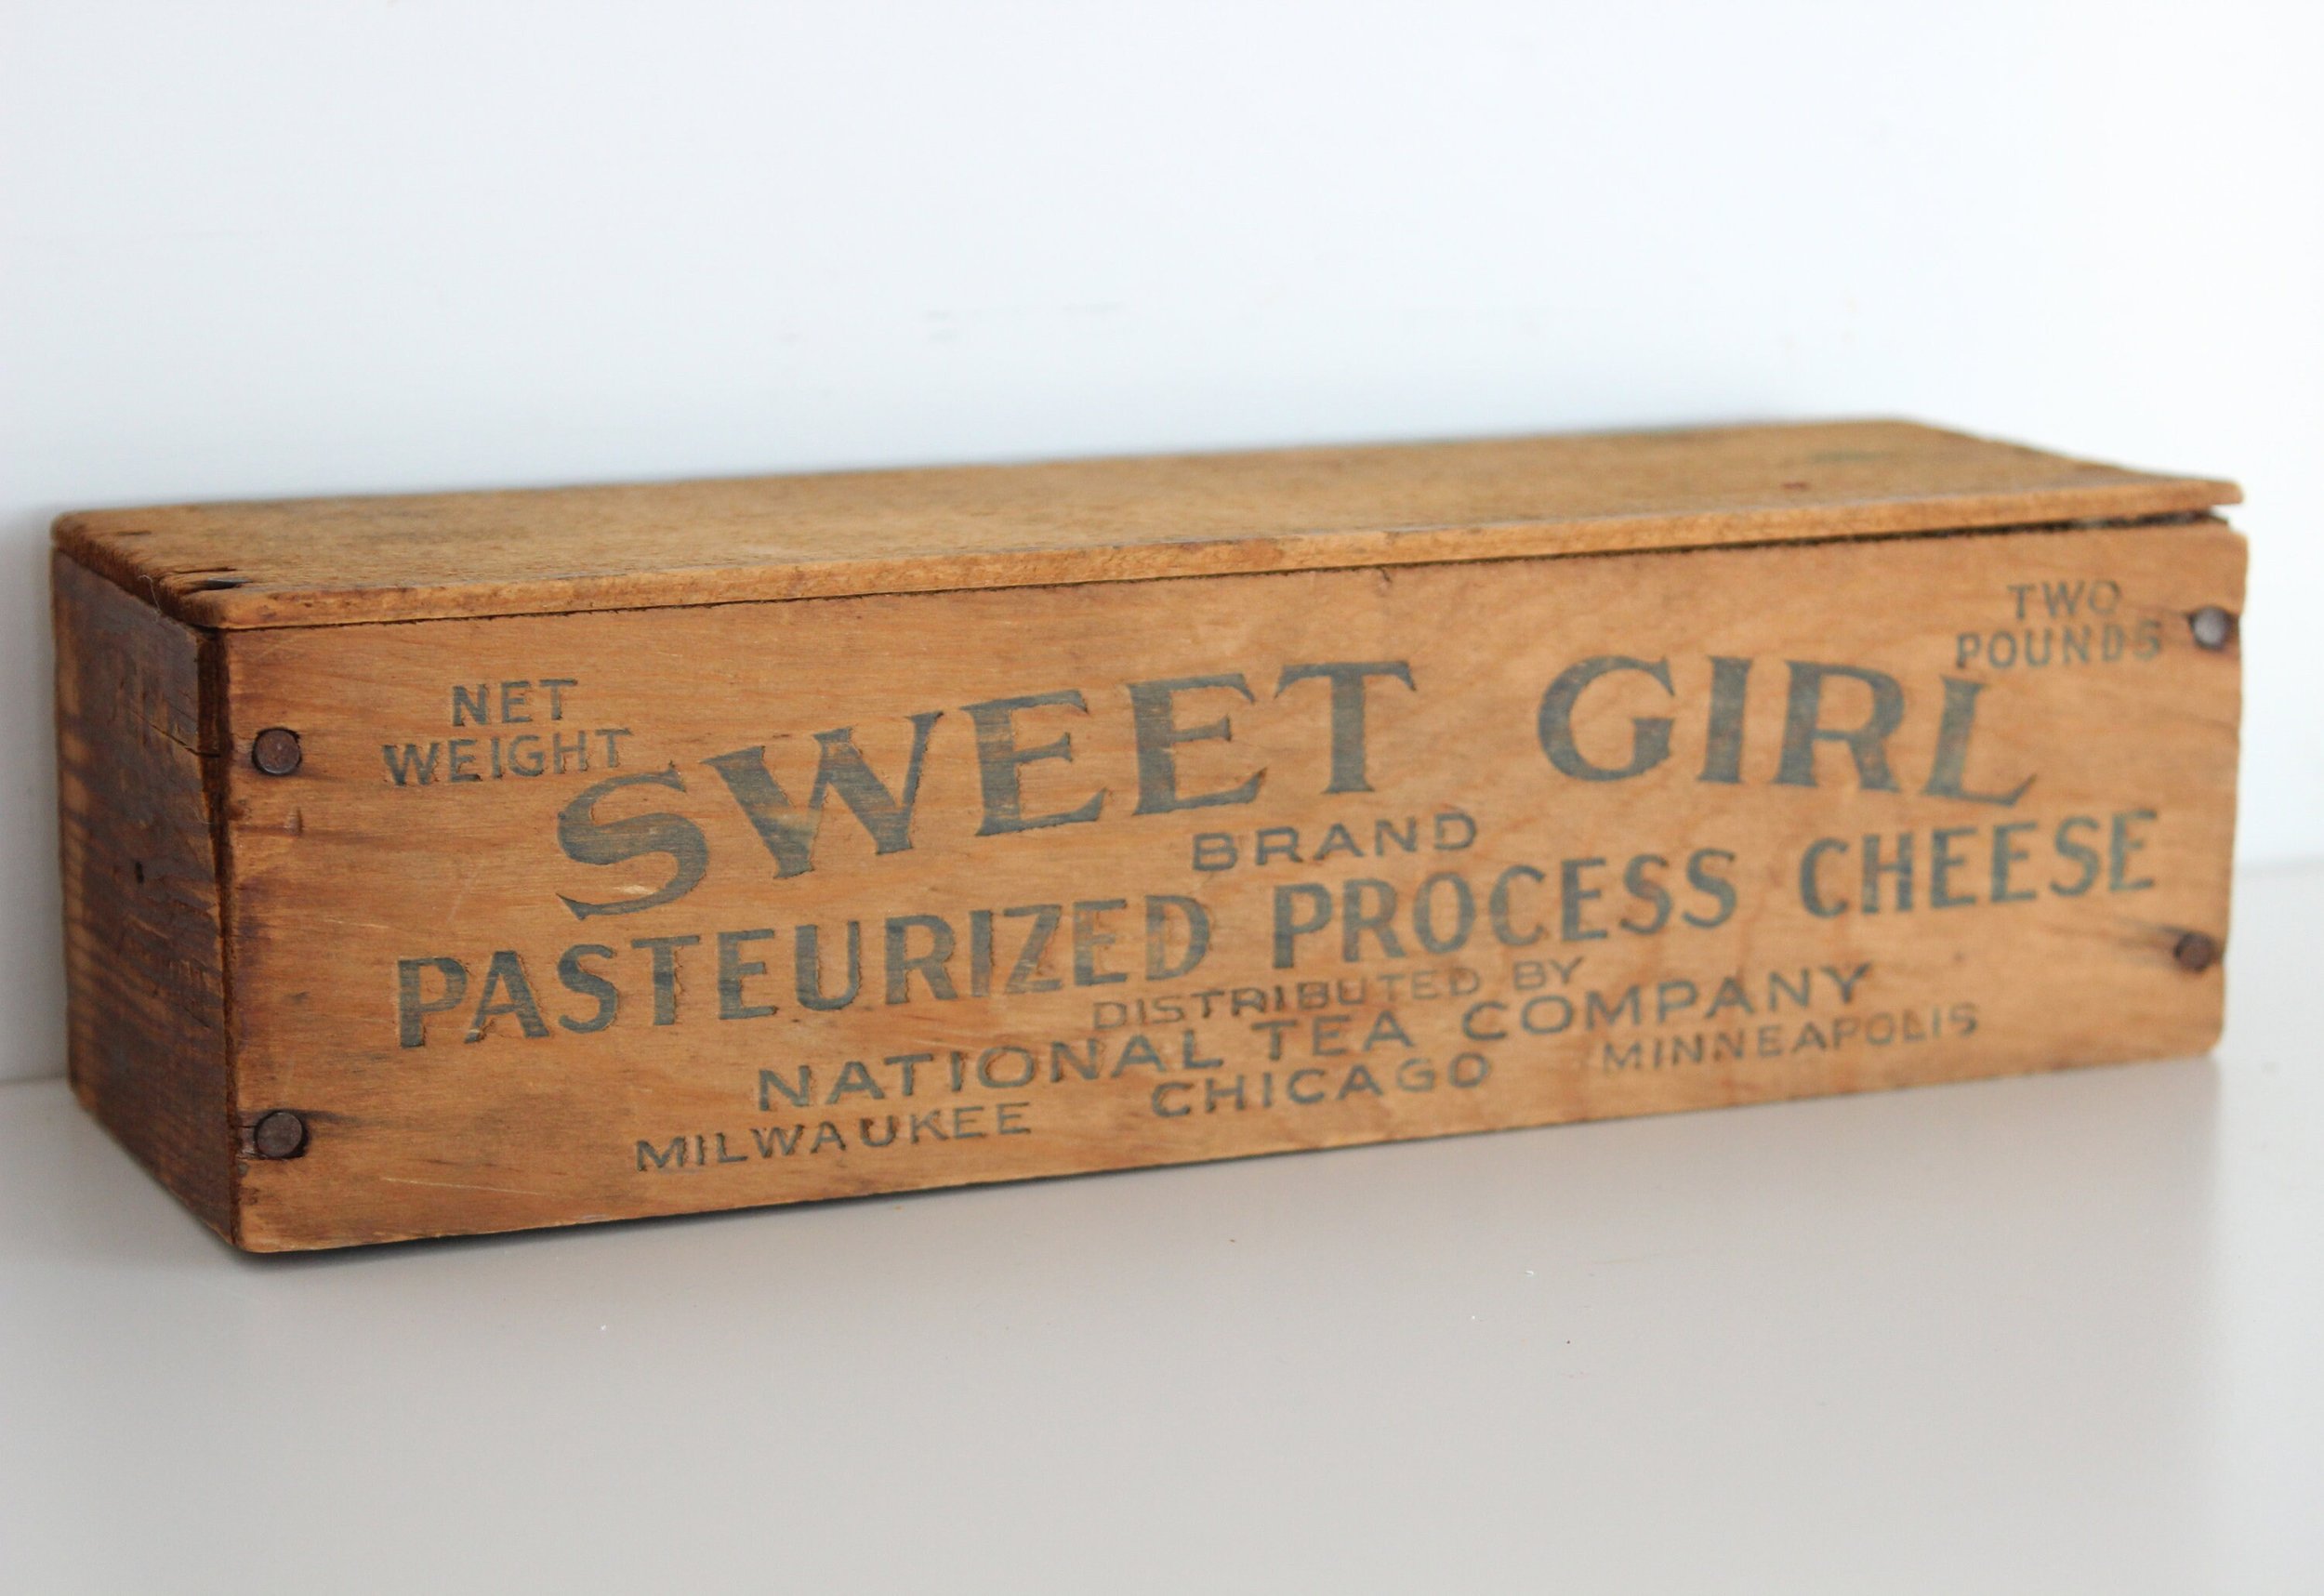 NET
WEIGHT
TWO
POUNDS
SWEET GIRL
BRAND
PASTEURIZED PROCESS CHEESE
DISTRIBUTED BY
NATIONAL TEA COMPANY
MILWAUKEE CHICAGO MINNEAPOLIS